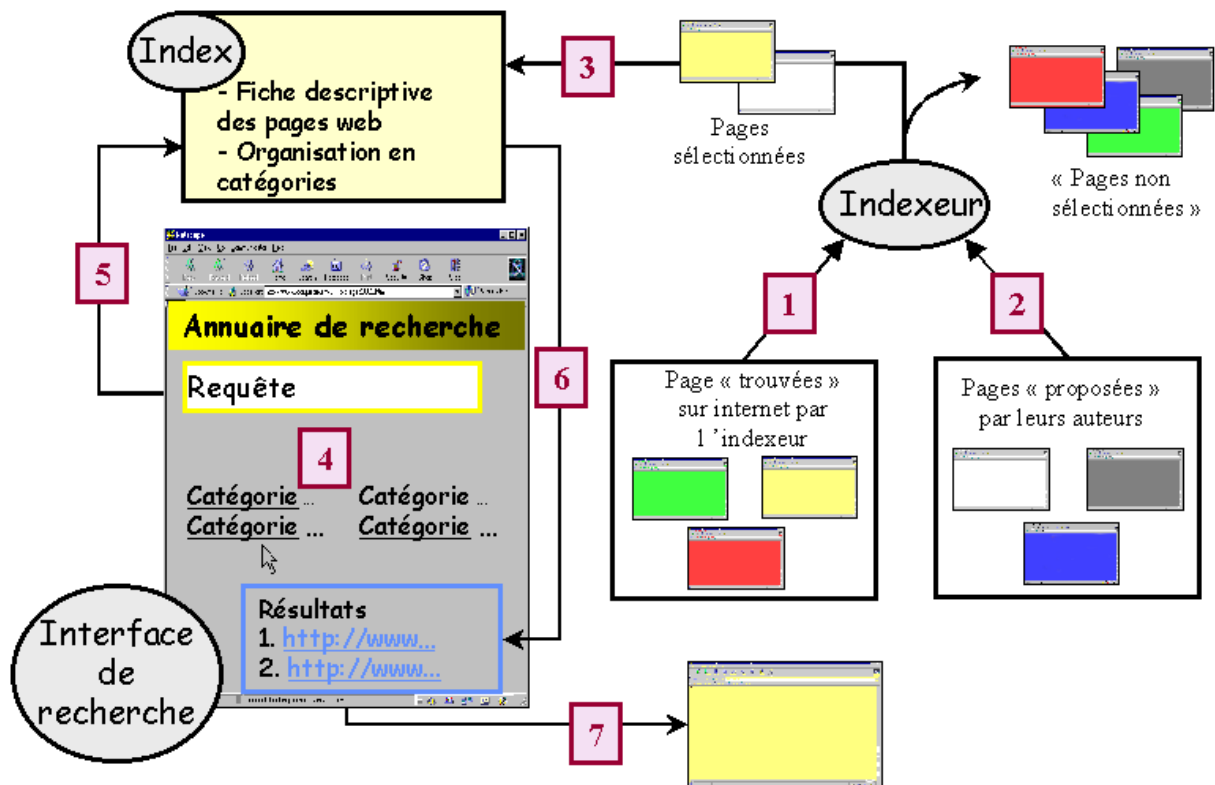 Index
- Fiche descriptive
des pages web
- Organisation en
catégories
3
Pages
sélectionnées
« Pages non
sélectionnées »
Indexeur
1
2
5
6
Annuaire de recherche
Requête
4
Catégorie ... Catégorie ...
Catégorie ... Catégorie ...
Résultats
1. http://www...
2. http://www...
Interface
de
recherche
Page « trouvées »
sur internet par
l ’indexeur
Pages « proposées »
par leurs auteurs
7